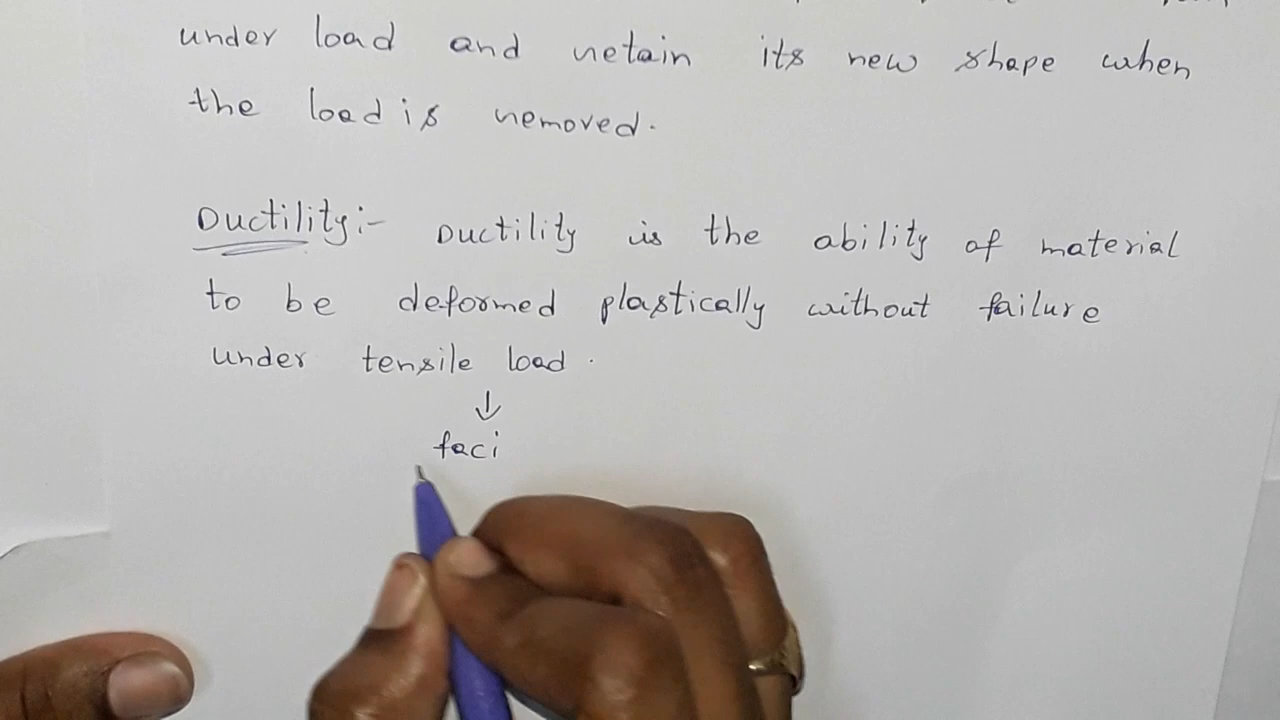 under load and retain its new shape when
the load is removed.
Ductility:- Ductility is the ability of material
to be deformed plastically without failure
under tensile load.
↓
faci